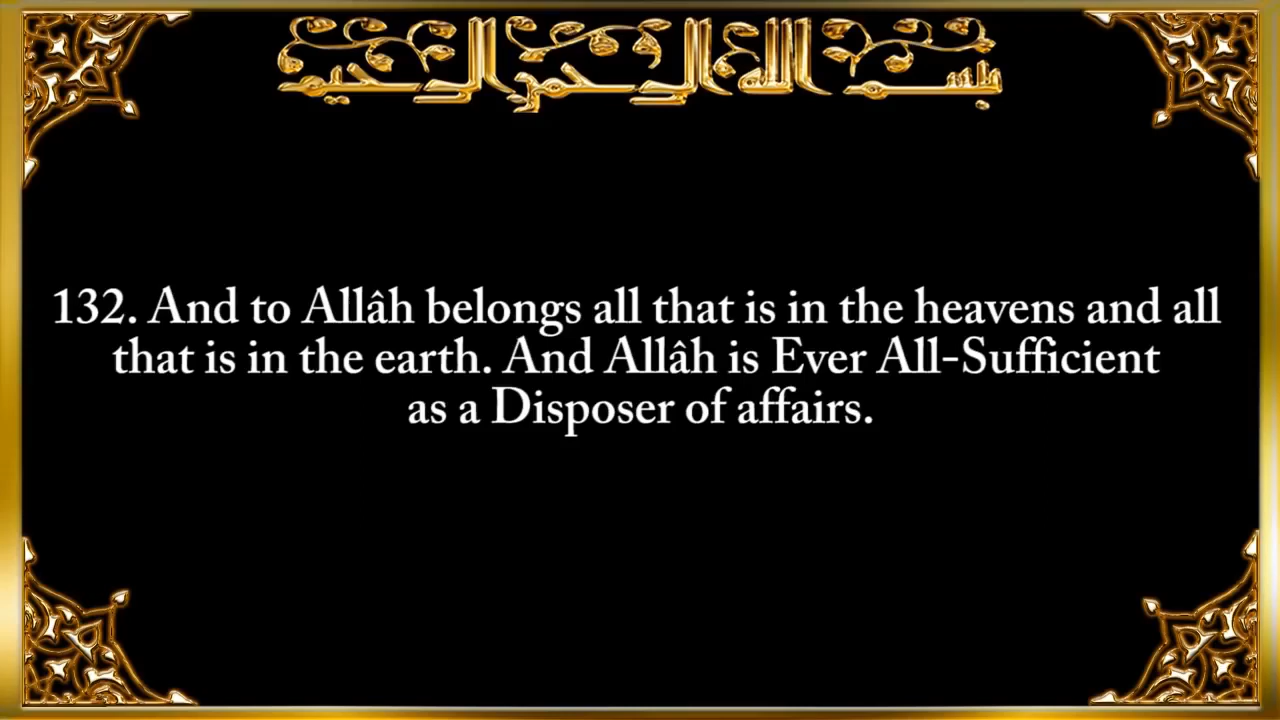 بسم الله الرحمن الرحيم
132. And to Allâh belongs all that is in the heavens and all
that is in the earth. And Allâh is Ever All-Sufficient
as a Disposer of affairs.